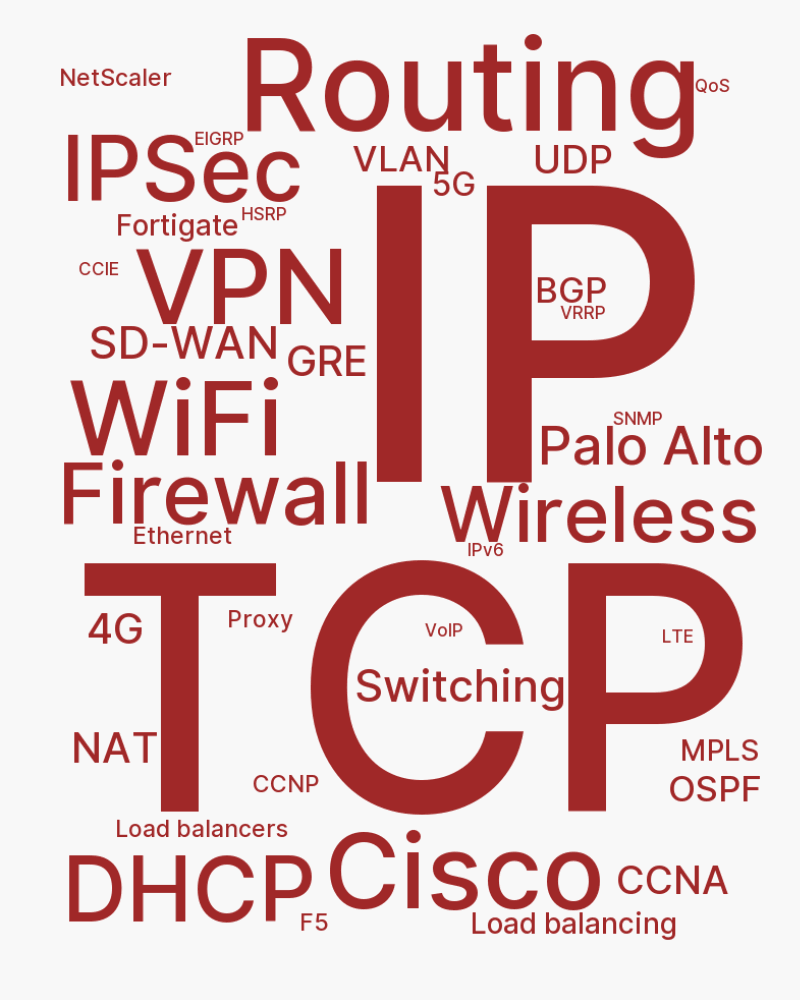 Routing
NetScaler
QoS
EIGRP
IPSec
VLAN
UDP
5G
HSRP
Fortigate
IP
CCIE
VPN
BGP
VRRP
SD-WAN
GRE
WiFi
SNMP
Palo Alto
Firewall
Wireless
Ethernet
IPv6
TCP
4G
Proxy
VoIP
LTE
Switching
NAT
MPLS
CCNP
OSPF
Load balancers
Cisco
DHCP
CCNA
F5
Load balancing